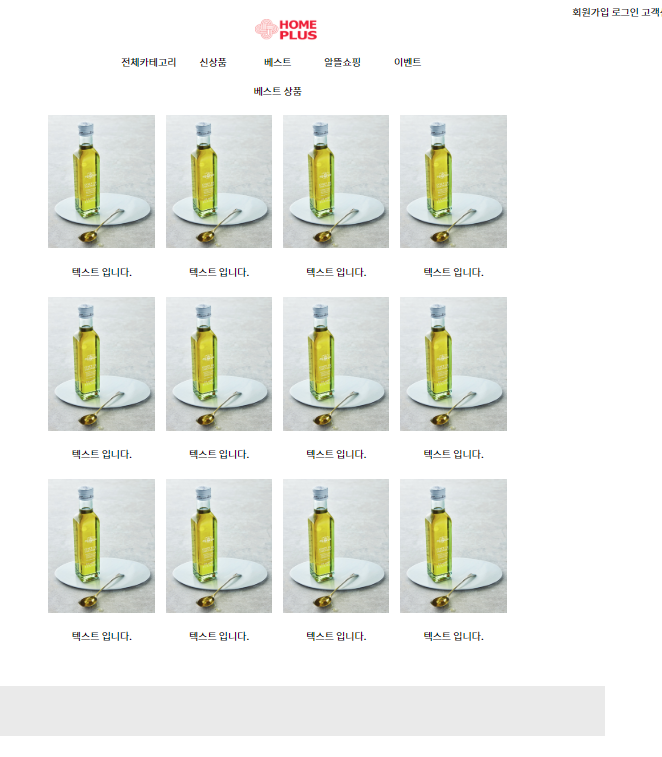 회원가입 로그인 고객
HOME
PLUS
전체카테고리 신상품 베스트 알뜰쇼핑 이벤트
베스트 상품
텍스트 입니다. 텍스트 입니다. 텍스트 입니다. 텍스트 입니다.
텍스트 입니다. 텍스트 입니다. 텍스트 입니다. 텍스트 입니다.
텍스트 입니다. 텍스트 입니다. 텍스트 입니다. 텍스트 입니다.